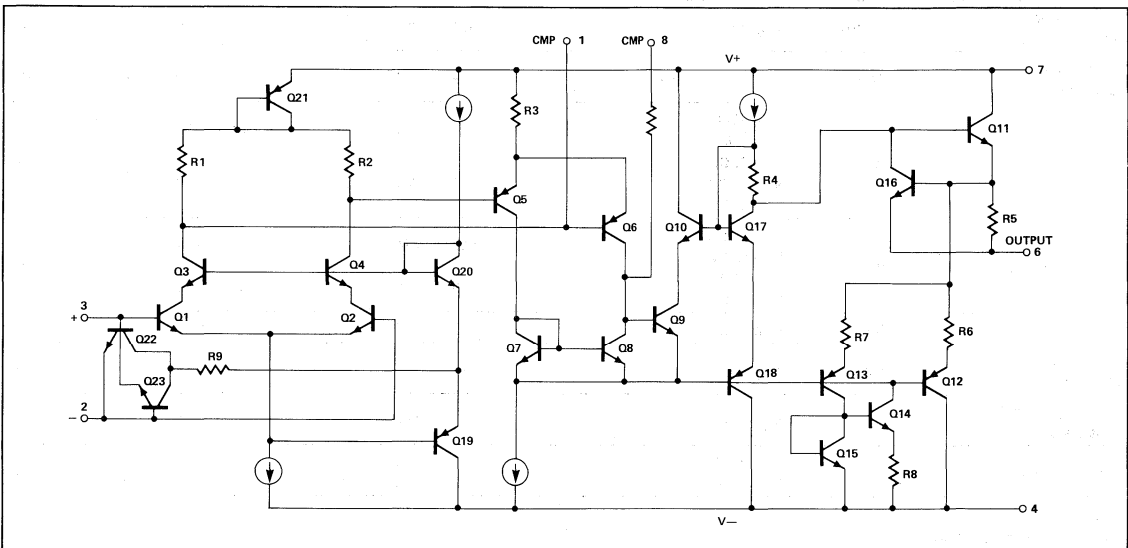 CMP 1
CMP 8
V+
7
Q21
R3
Q11
R1
R2
R4
Q16
Q5
R5
Q6
Q10
Q17
OUTPUT
6
Q3
Q4
Q20
3
+
Q1
Q2
Q22
Q9
R7
R6
R9
Q7
Q8
Q23
Q18
Q13
Q12
2
−
Q14
Q19
Q15
R8
4
V−